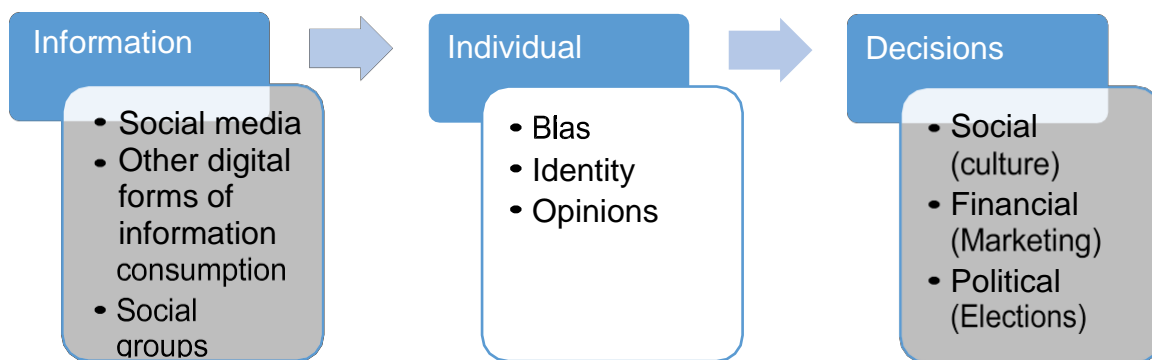 Information
• Social media
• Other digital
forms of
information
consumption
• Social
groups
Individual
• Blas
• Identity
• Opinions
Decisions
• Social
(culture)
• Financial
(Marketing)
• Political
(Elections)